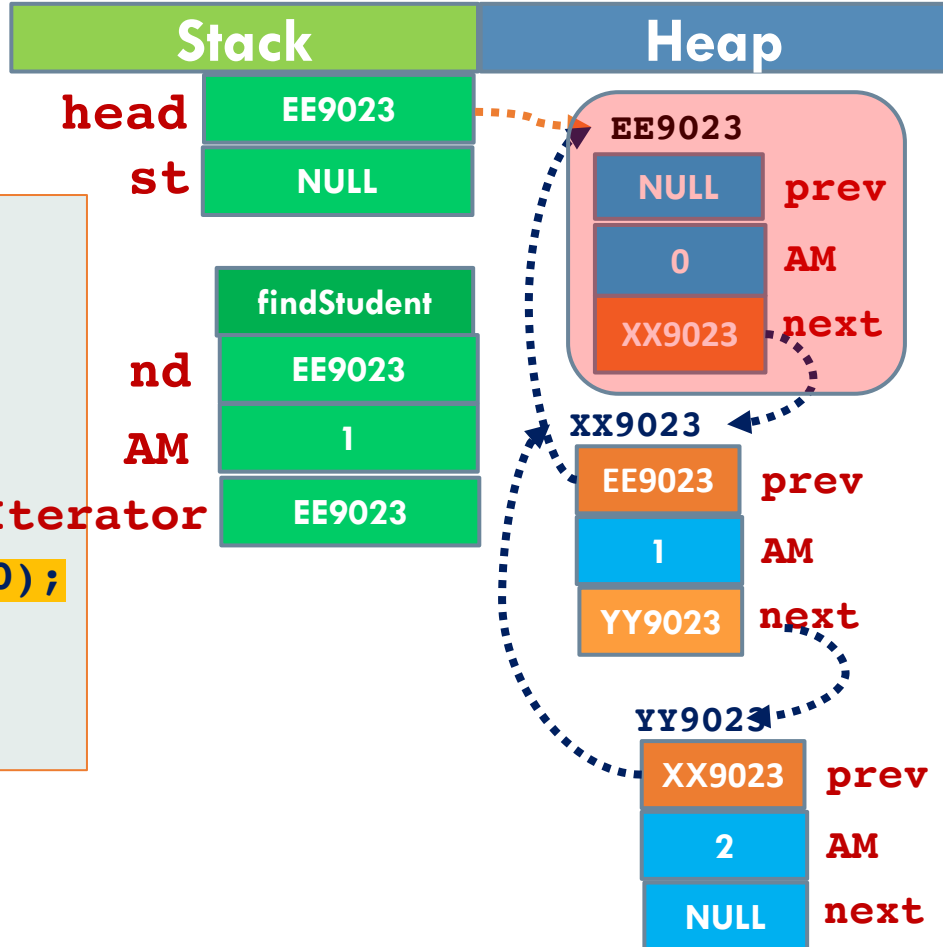 Stack Heap
head EE9023 EE9023
st NULL NULL prev
0 AM
findStudent XX9023 next
nd EE9023
AM 1 XX9023
Iterator EE9023 EE9023 prev
0); 1 AM
YY9023 next
YY9023
XX9023 prev
2 AM
NULL next